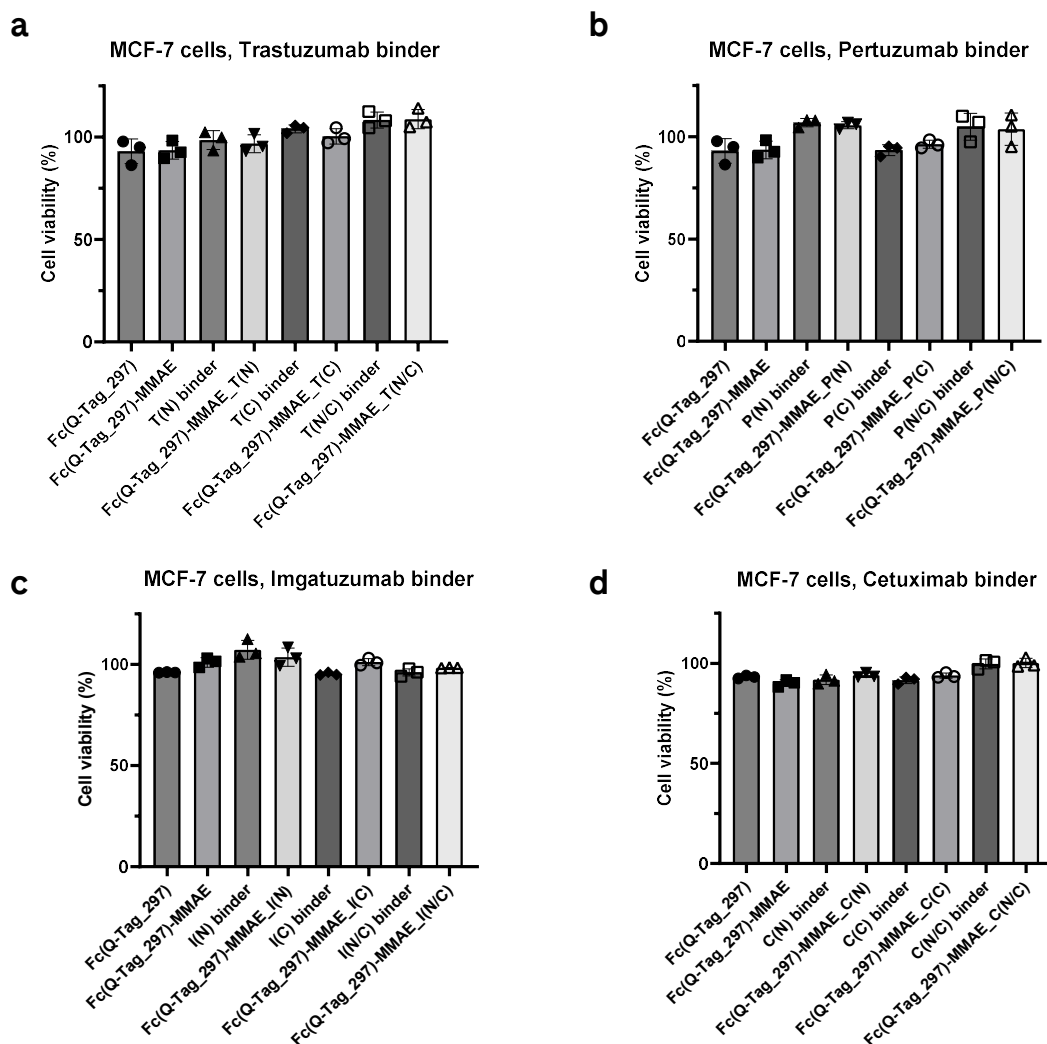 a
MCF-7 cells, Trastuzumab binder
Cell viability (%)
100
50
0
Fc(Q-Tag_297)
Fc(Q-Tag_297)-MMAE
T(N) binder
Fc(Q-Tag_297)-MMAE_T(N)
T(C) binder
Fc(Q-Tag_297)-MMAE_T(C)
T(N/C) binder
Fc(Q-Tag_297)-MMAE_T(N/C)
b
MCF-7 cells, Pertuzumab binder
Cell viability (%)
100
50
0
Fc(Q-Tag_297)
Fc(Q-Tag_297)-MMAE
P(N) binder
Fc(Q-Tag_297)-MMAE_P(N)
P(C) binder
Fc(Q-Tag_297)-MMAE_P(C)
P(N/C) binder
Fc(Q-Tag_297)-MMAE_P(N/C)
c
MCF-7 cells, Imgatuzumab binder
Cell viability (%)
100
50
0
Fc(Q-Tag_297)
Fc(Q-Tag_297)-MMAE
I(N) binder
Fc(Q-Tag_297)-MMAE_I(N)
I(C) binder
Fc(Q-Tag_297)-MMAE_I(C)
I(N/C) binder
Fc(Q-Tag_297)-MMAE_I(N/C)
d
MCF-7 cells, Cetuximab binder
Cell viability (%)
100
50
0
Fc(Q-Tag_297)
Fc(Q-Tag_297)-MMAE
C(N) binder
Fc(Q-Tag_297)-MMAE_C(N)
C(C) binder
Fc(Q-Tag_297)-MMAE_C(C)
C(N/C) binder
Fc(Q-Tag_297)-MMAE_C(N/C)